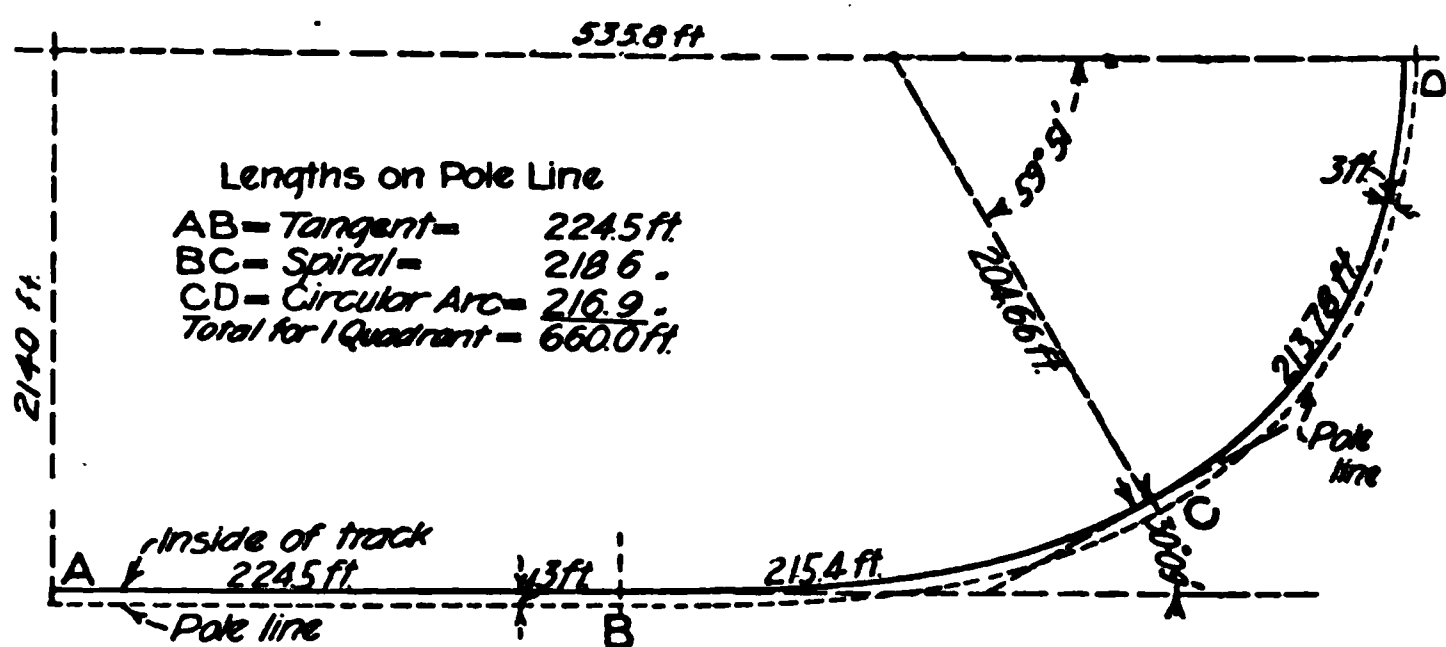 535.8 ft
D
59° 51'
3 ft.
Lengths on Pole Line
AB = Tangent = 224.5 ft.
BC = Spiral = 218 6 "
CD = Circular Arc = 216.9 "
Total for 1 Quadrant = 660.0 ft.
2140 ft.
204.66 ft.
213.78 ft.
Pole
line
C
30° 09'
A
Inside of track
224.5 ft.
3 ft.
215.4 ft.
Pole line
B